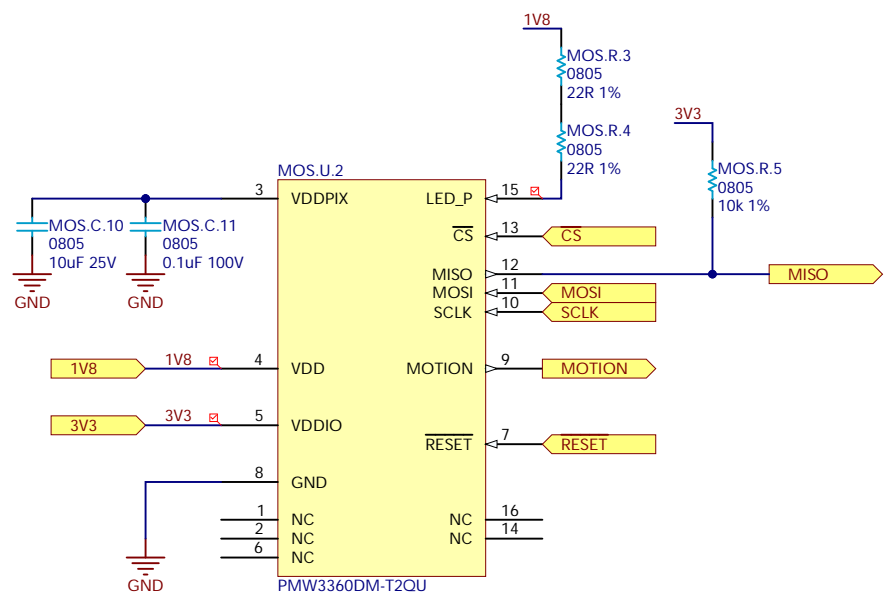 1V8
MOS.R.3
0805
22R 1%
MOS.R.4
0805
22R 1%
3V3
MOS.R.5
0805
10k 1%
MOS.U.2
3 VDDPIX
LED_P 15
MOS.C.10
0805
10uF 25V
GND
MOS.C.11
0805
0.1uF 100V
GND
CS 13 CS
MISO 12 MISO
MOSI 11 MOSI
SCLK 10 SCLK
1V8 1V8 4 VDD
MOTION 9 MOTION
3V3 3V3 5 VDDIO
RESET 7 RESET
8 GND
GND
1 NC
2 NC
6 NC
NC 16
NC 14
PMW3360DM-T2QU